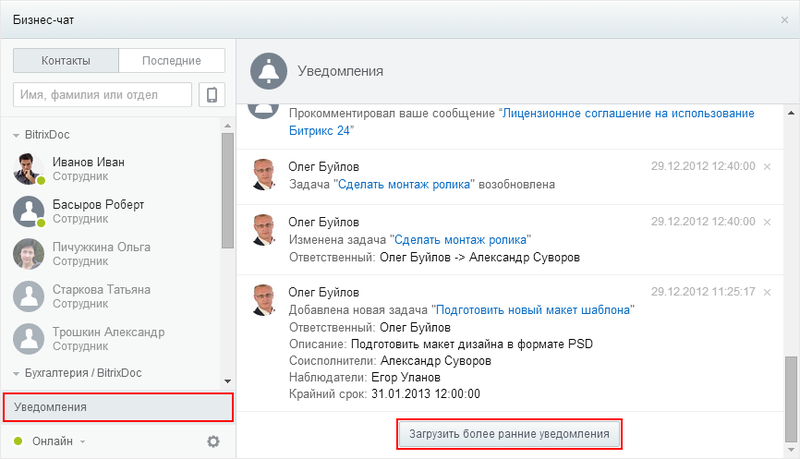 Бизнес-чат
Контакты
Последние
Имя, фамилия или отдел
BitrixDoc
Иванов Иван
Сотрудник
Басыров Роберт
Сотрудник
Пичужкина Ольга
Сотрудник
Старкова Татьяна
Сотрудник
Трошкин Александр
Сотрудник
Бухгалтерия / BitrixDoc
Уведомления
Онлайн
Уведомления
Прокомментировал ваше сообщение “Лицензионное соглашение на использование
Битрикс 24”
Олег Буйлов 29.12.2012 12:40:00
Задача "Сделать монтаж ролика" возобновлена
Олег Буйлов 29.12.2012 12:40:00
Изменена задача "Сделать монтаж ролика"
Ответственный: Олег Буйлов -> Александр Суворов
Олег Буйлов 29.12.2012 11:25:17
Добавлена новая задача "Подготовить новый макет шаблона"
Ответственный: Олег Буйлов
Описание: Подготовить макет дизайна в формате PSD
Соисполнители: Александр Суворов
Наблюдатели: Егор Уланов
Крайний срок: 31.01.2013 12:00:00
Загрузить более ранние уведомления